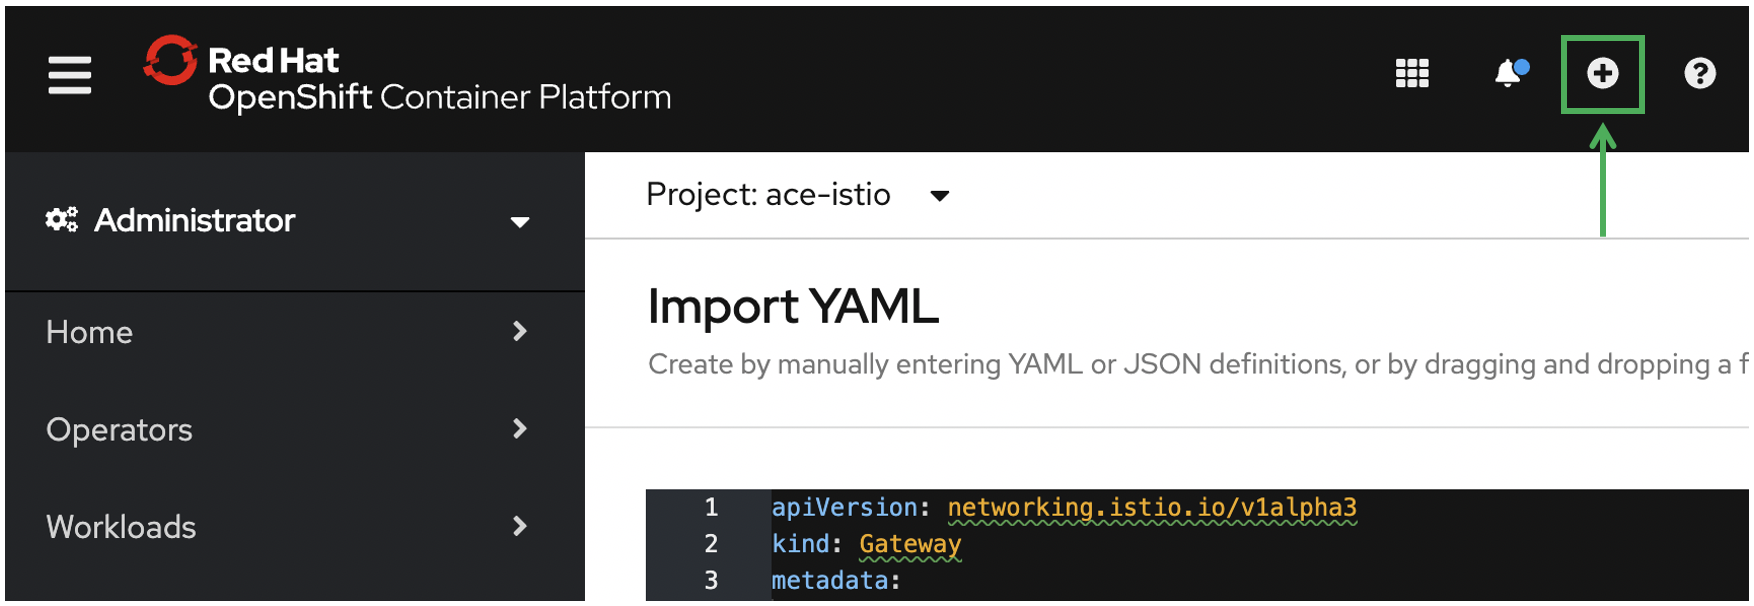 Red Hat
OpenShift Container Platform
Administrator
Home
Operators
Workloads
Project: ace-istio
Import YAML
Create by manually entering YAML or JSON definitions, or by dragging and dropping a f
1 apiVersion: networking.istio.io/v1alpha3
2 kind: Gateway
3 metadata: